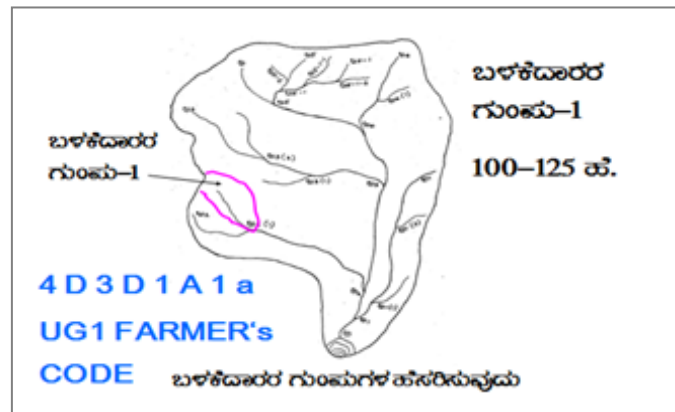 ಬಳಕೆದಾರರ
ಗುಂಪು-1
100-125 ಹೆ.
ಬಳಕೆದಾರರ
ಗುಂಪು-1
4 D 3 D 1 A 1 a
UG1 FARMER's
CODE
ಬಳಕೆದಾರರ ಗುಂಪುಗಳ ಹೆಸರಿಸುವುದು